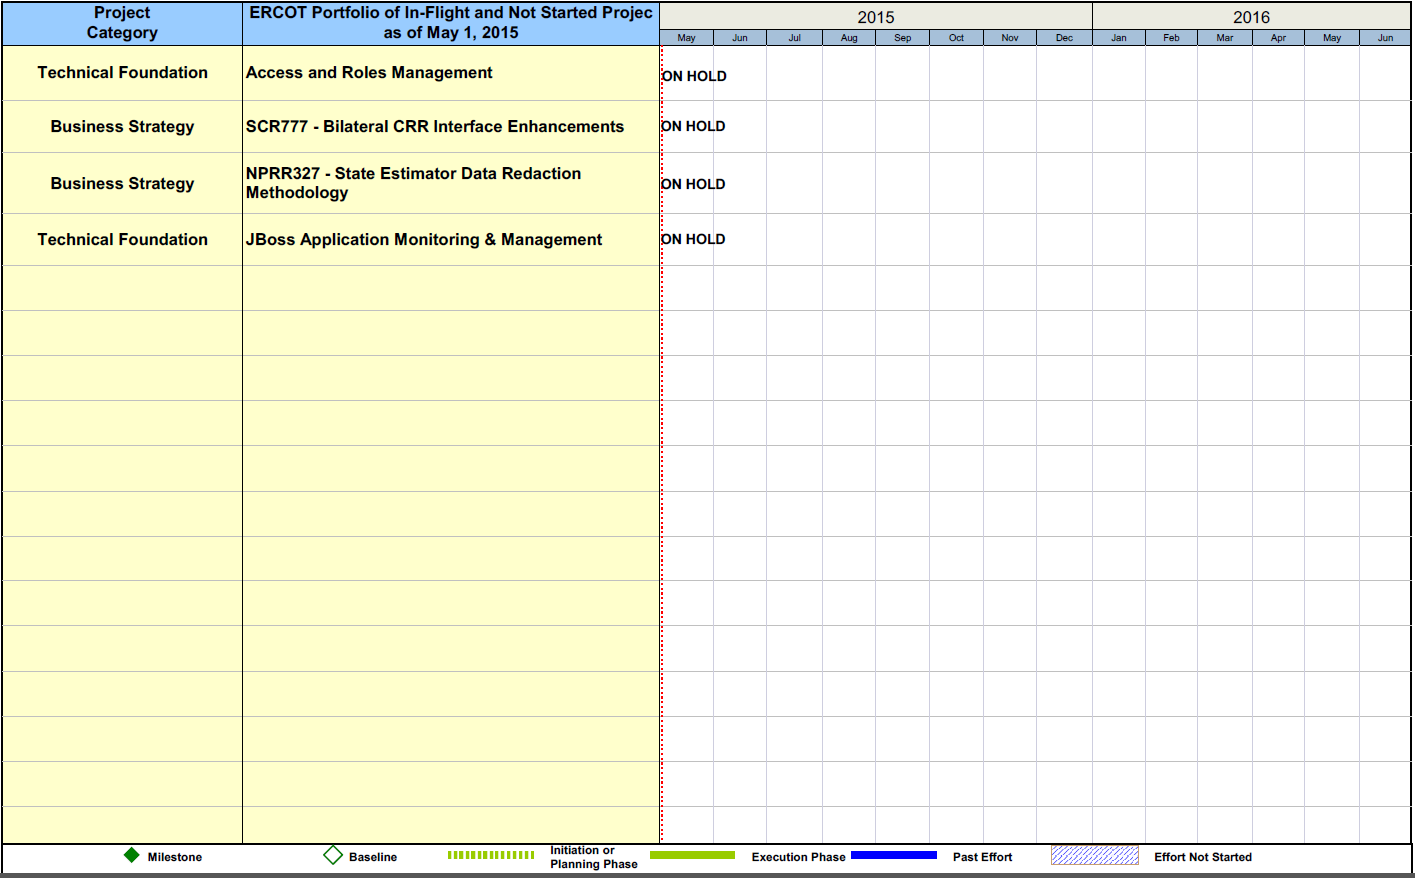 Project
Category
ERCOT Portfolio of In-Flight and Not Started Projec
as of May 1, 2015
2015
2016
May Jun Jul Aug Sep Oct Nov Dec Jan Feb Mar Apr May Jun
Technical Foundation
Access and Roles Management
ON HOLD
Business Strategy
SCR777 - Bilateral CRR Interface Enhancements
ON HOLD
Business Strategy
NPRR327 - State Estimator Data Redaction
Methodology
ON HOLD
Technical Foundation
JBoss Application Monitoring & Management
ON HOLD
Milestone
Baseline
Initiation or
Planning Phase
Execution Phase
Past Effort
Effort Not Started